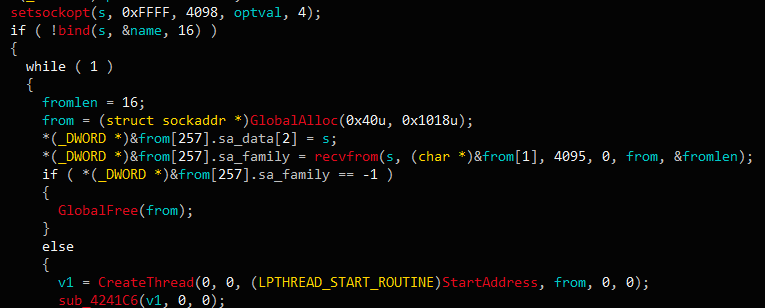 setsockopt(s, 0xFFFF, 4098, optval, 4);
if ( !bind(s, &name, 16) )
{
while ( 1 )
{
fromlen = 16;
from = (struct sockaddr *)GlobalAlloc(0x40u, 0x1018u);
*(_DWORD *)&from[257].sa_data[2] = s;
*(_DWORD *)&from[257].sa_family = recvfrom(s, (char *)&from[1], 4095, 0, from, &fromlen);
if ( *(_DWORD *)&from[257].sa_family == -1 )
{
GlobalFree(from);
}
else
{
v1 = CreateThread(0, 0, (LPTHREAD_START_ROUTINE)StartAddress, from, 0, 0);
sub_4241C6(v1, 0, 0);